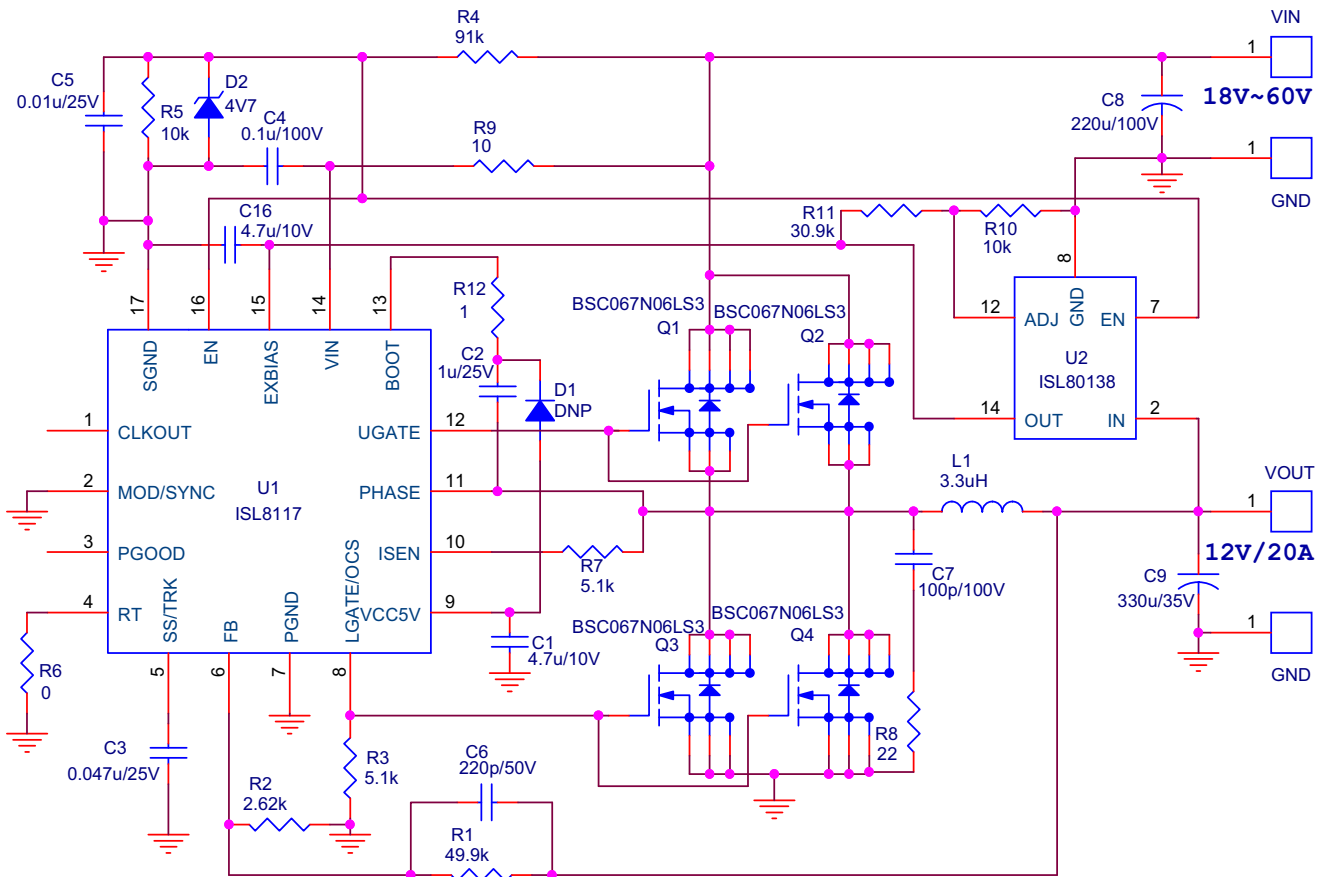 R4
91k
VIN
1
C5
0.01u/25V
R5
10k
D2
4V7
C4
0.1u/100V
R9
10
C8
220u/100V
18V~60V
1
GND
C16
4.7u/10V
R11
30.9k
R10
10k
17
16
15
14
13
SGND
EN
EXBIAS
VIN
BOOT
R12
1
C2
1u/25V
D1
DNP
BSC067N06LS3
Q1
BSC067N06LS3
Q2
8
GND
12
ADJ
EN
7
U2
ISL80138
14
OUT
IN
2
1
CLKOUT
UGATE
12
2
MOD/SYNC
PHASE
11
U1
ISL8117
3
PGOOD
ISEN
10
4
RT
VCC5V
9
SS/TRK
FB
PGND
LGATE/OCS
5
6
7
8
R7
5.1k
L1
3.3uH
VOUT
1
12V/20A
C7
100p/100V
C9
330u/35V
1
GND
C1
4.7u/10V
BSC067N06LS3
Q3
BSC067N06LS3
Q4
R6
0
C3
0.047u/25V
R2
2.62k
R3
5.1k
C6
220p/50V
R8
22
R1
49.9k